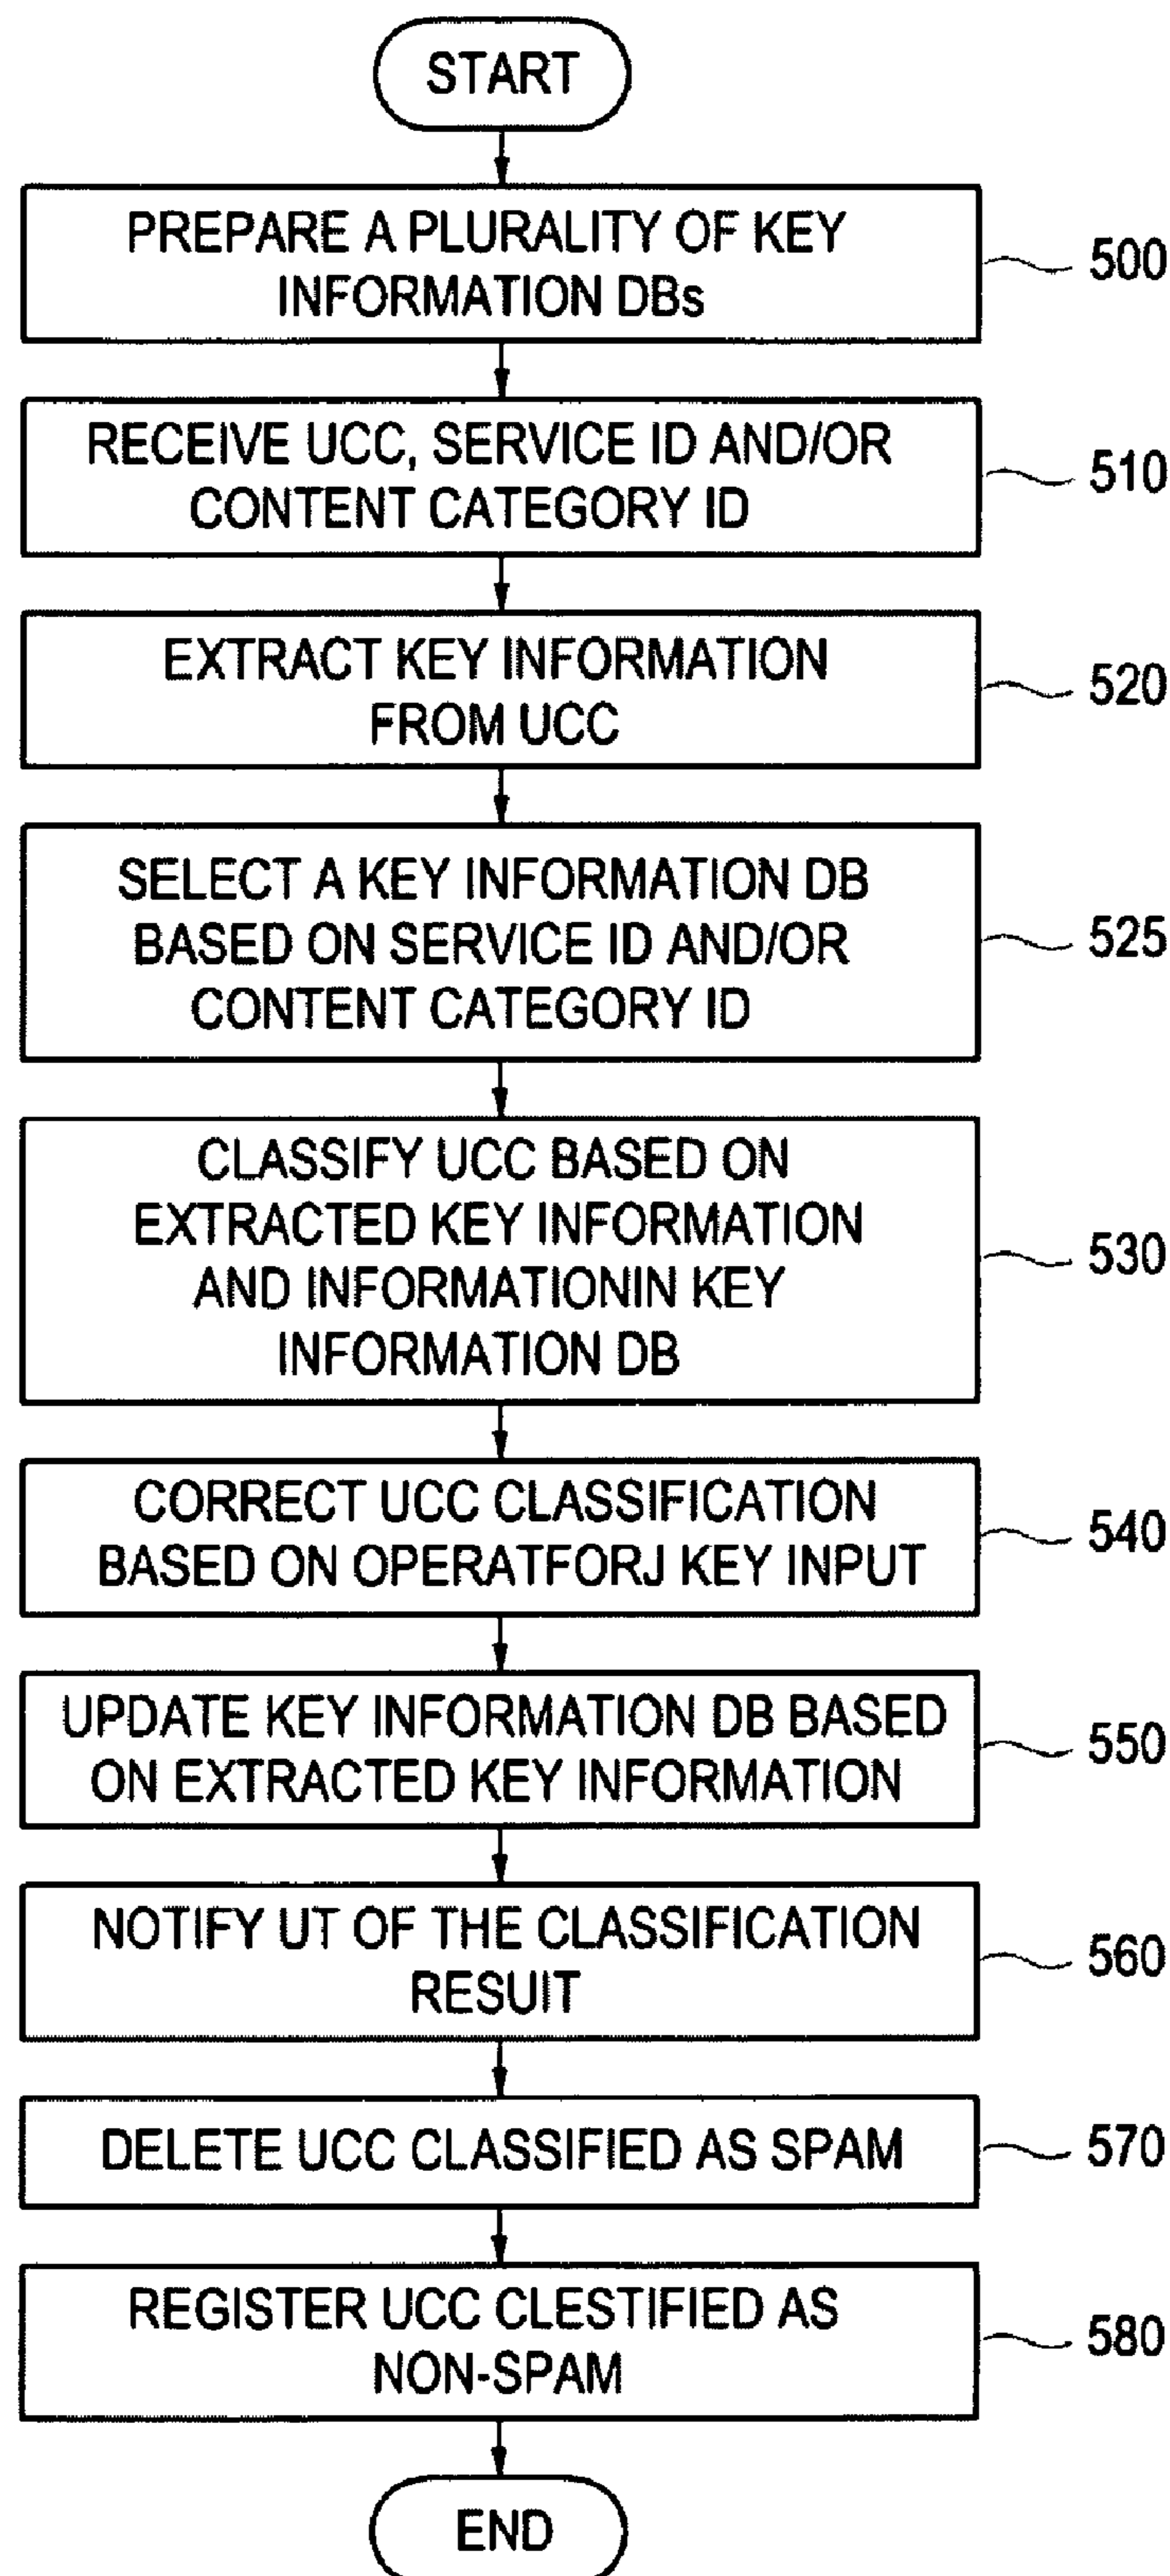 START
PREPARE A PLURALITY OF KEY
INFORMATION DBs
500
RECEIVE UCC, SERVICE ID AND/OR
CONTENT CATEGORY ID
510
EXTRACT KEY INFORMATION
FROM UCC
520
SELECT A KEY INFORMATION DB
BASED ON SERVICE ID AND/OR
CONTENT CATEGORY ID
525
CLASSIFY UCC BASED ON
EXTRACTED KEY INFORMATION
AND INFORMATIONIN KEY
INFORMATION DB
530
CORRECT UCC CLASSIFICATION
BASED ON OPERATFORJ KEY INPUT
540
UPDATE KEY INFORMATION DB BASED
ON EXTRACTED KEY INFORMATION
550
NOTIFY UT OF THE CLASSIFICATION
RESUIT
560
DELETE UCC CLASSIFIED AS SPAM
570
REGISTER UCC CLESTIFIED AS
NON-SPAM
580
END